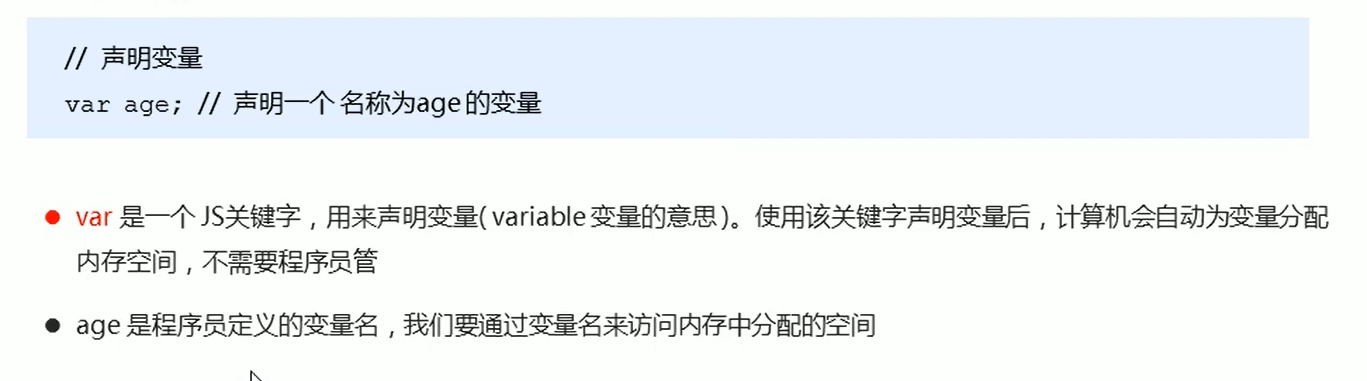 // 声明变量
var age; // 声明一个 名称为age 的变量
var 是一个 JS关键字，用来声明变量( variable 变量的意思 )。使用该关键字声明变量后，计算机会自动为变量分配
内存空间，不需要程序员管
age 是程序员定义的变量名，我们要通过变量名来访问内存中分配的空间